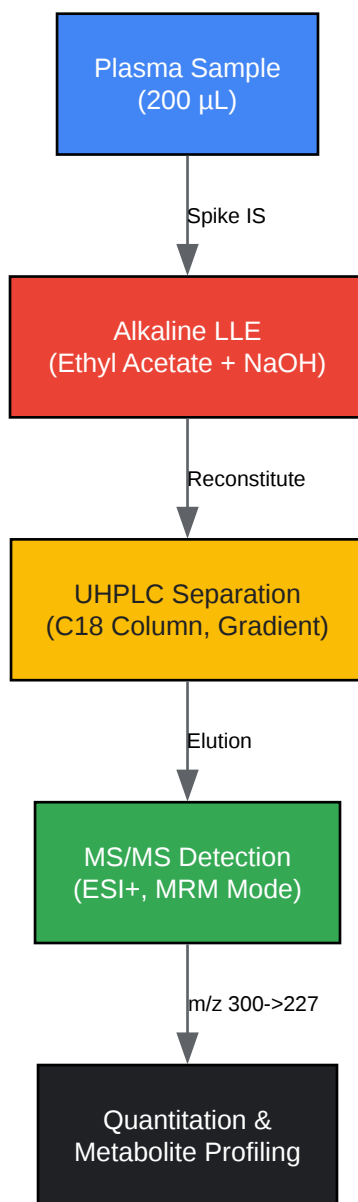 Plasma Sample
(200 µL)
Spike IS
Alkaline LLE
(Ethyl Acetate + NaOH)
Reconstitute
UHPLC Separation
(C18 Column, Gradient)
Elution
MS/MS Detection
(ESI+, MRM Mode)
m/z 300->227
Quantitation &
Metabolite Profiling